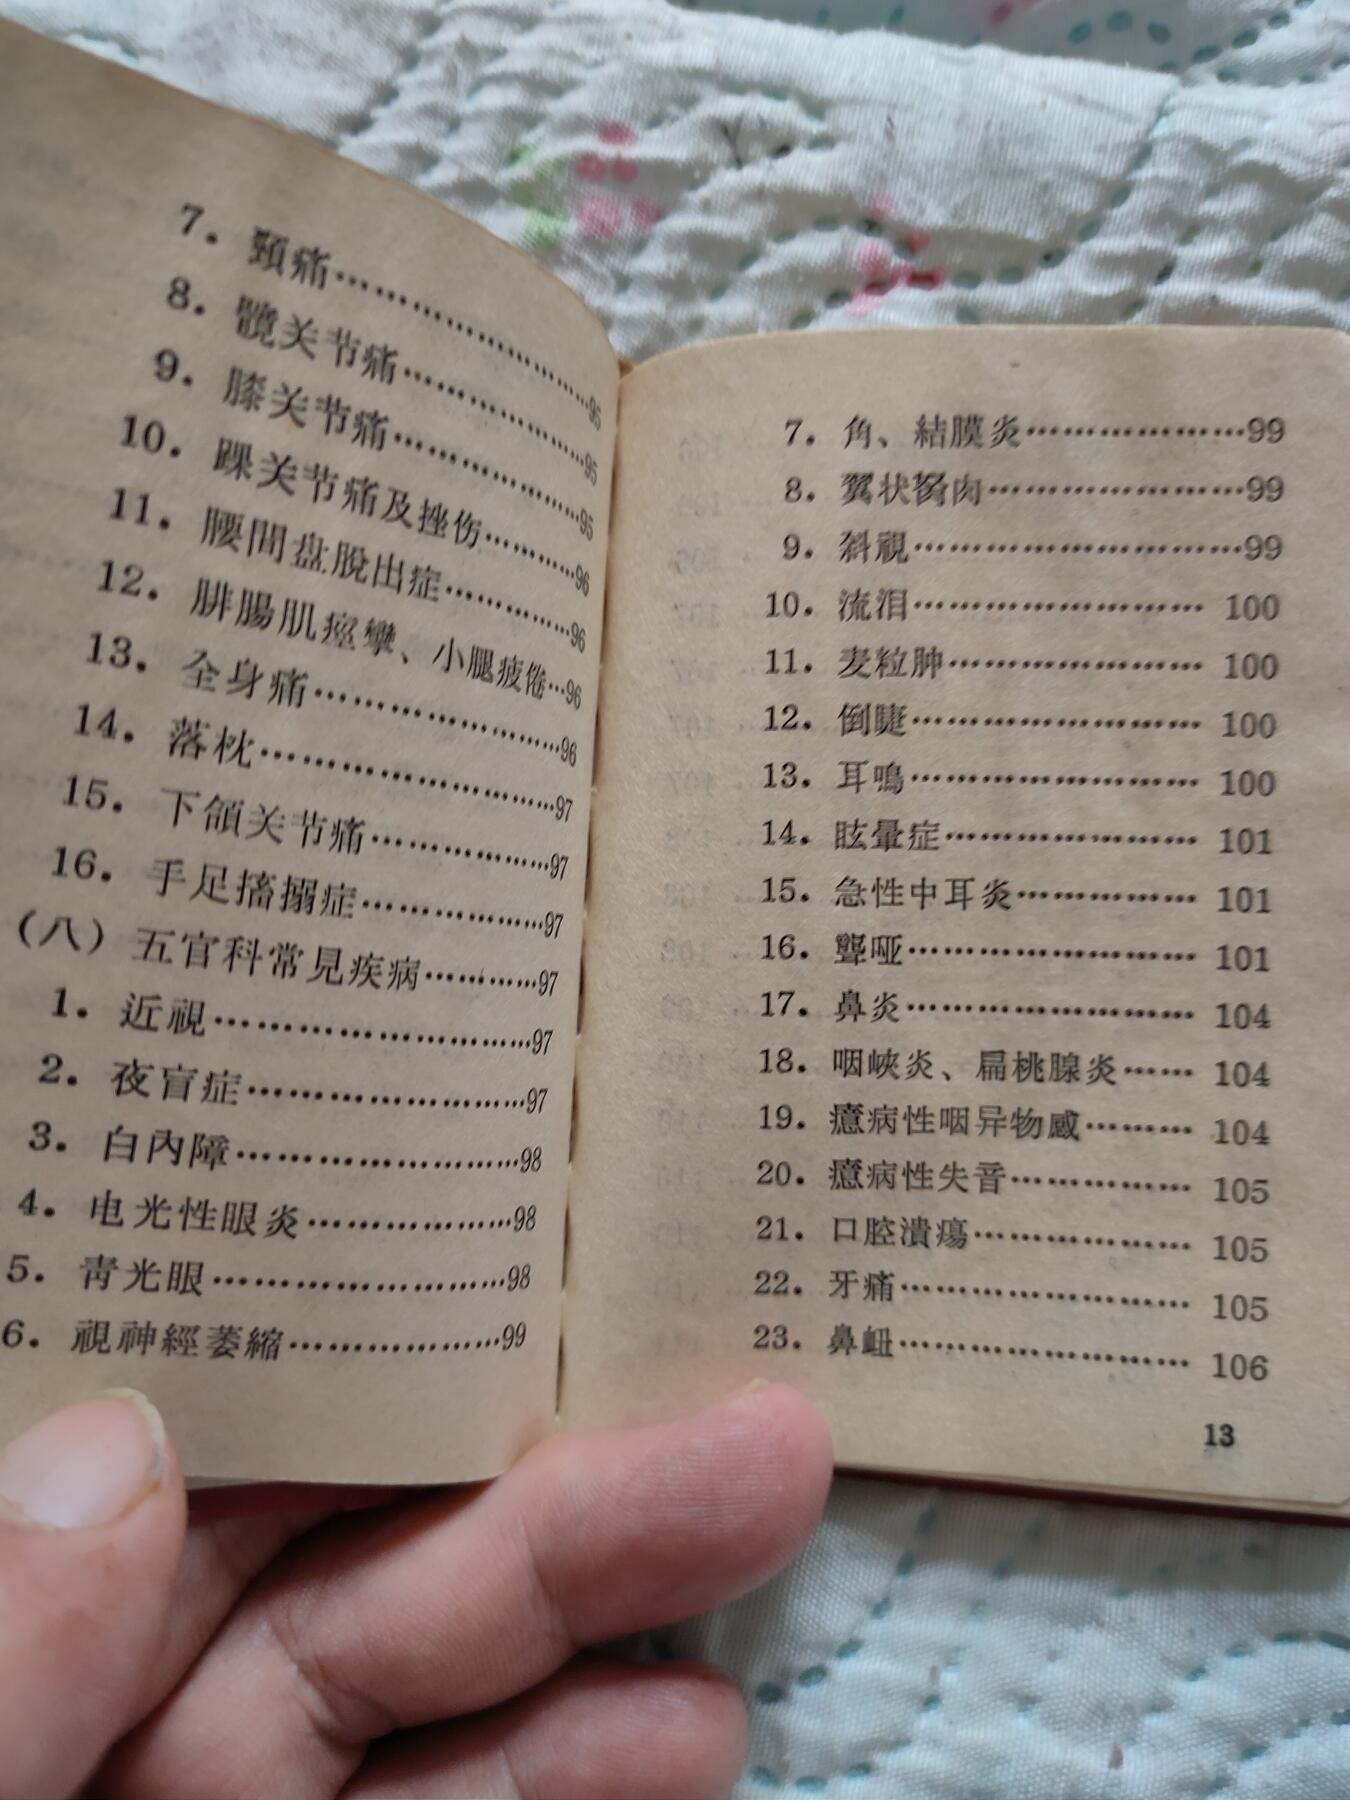 7. 頸痛……………………95
8. 髖关节痛……………………95
9. 膝关节痛……………………95
10. 踝关节痛及挫伤…………96
11. 腰間盘脫出症……………96
12. 腓腸肌痙攣、小腿疲倦…96
13. 全身痛……………………96
14. 落枕……………………97
15. 下頜关节痛………………97
16. 手足搐搦症………………97
(八) 五官科常見疾病…………97
1. 近視……………………97
2. 夜盲症……………………97
3. 白內障……………………98
4. 电光性眼炎………………98
5. 青光眼……………………98
6. 視神經萎縮………………99
7. 角、結膜炎………………99
8. 翼状胬肉…………………99
9. 斜視……………………99
10. 流泪…………………… 100
11. 麦粒肿………………… 100
12. 倒睫…………………… 100
13. 耳鳴…………………… 100
14. 眩暈症………………… 101
15. 急性中耳炎…………… 101
16. 聾哑…………………… 101
17. 鼻炎…………………… 104
18. 咽峽炎、扁桃腺炎…… 104
19. 癔病性咽异物感……… 104
20. 癔病性失音…………… 105
21. 口腔潰瘍……………… 105
22. 牙痛…………………… 105
23. 鼻衄…………………… 106
13